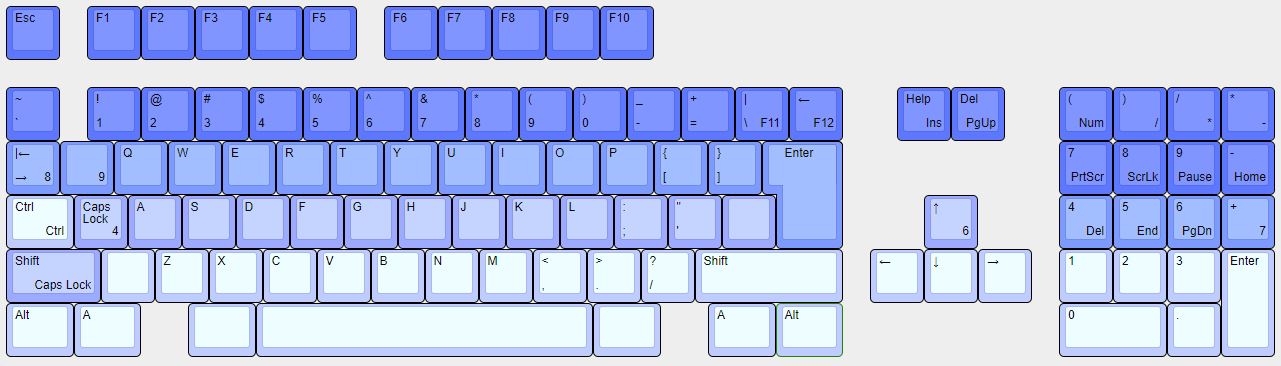 Esc F1 F2 F3 F4 F5 F6 F7 F8 F9 F10
~ ! @ # $ % ^ & * ( ) _ + | ← Help Del ( ) / *
` 1 2 3 4 5 6 7 8 9 0 - = \ F11 F12 Ins PgUp Num / * -
|← Q W E R T Y U I O P { } Enter 7 8 9 -
→ 8 9 [ ] PrtScr ScrLk Pause Home
Ctrl Caps A S D F G H J K L : " ↑ 4 5 6 +
Lock
Ctrl 4 ; ' 6 Del End PgDn 7
Shift Z X C V B N M < > ? Shift ← ↓ → 1 2 3 Enter
Caps Lock , . /
Alt A A Alt 0 .